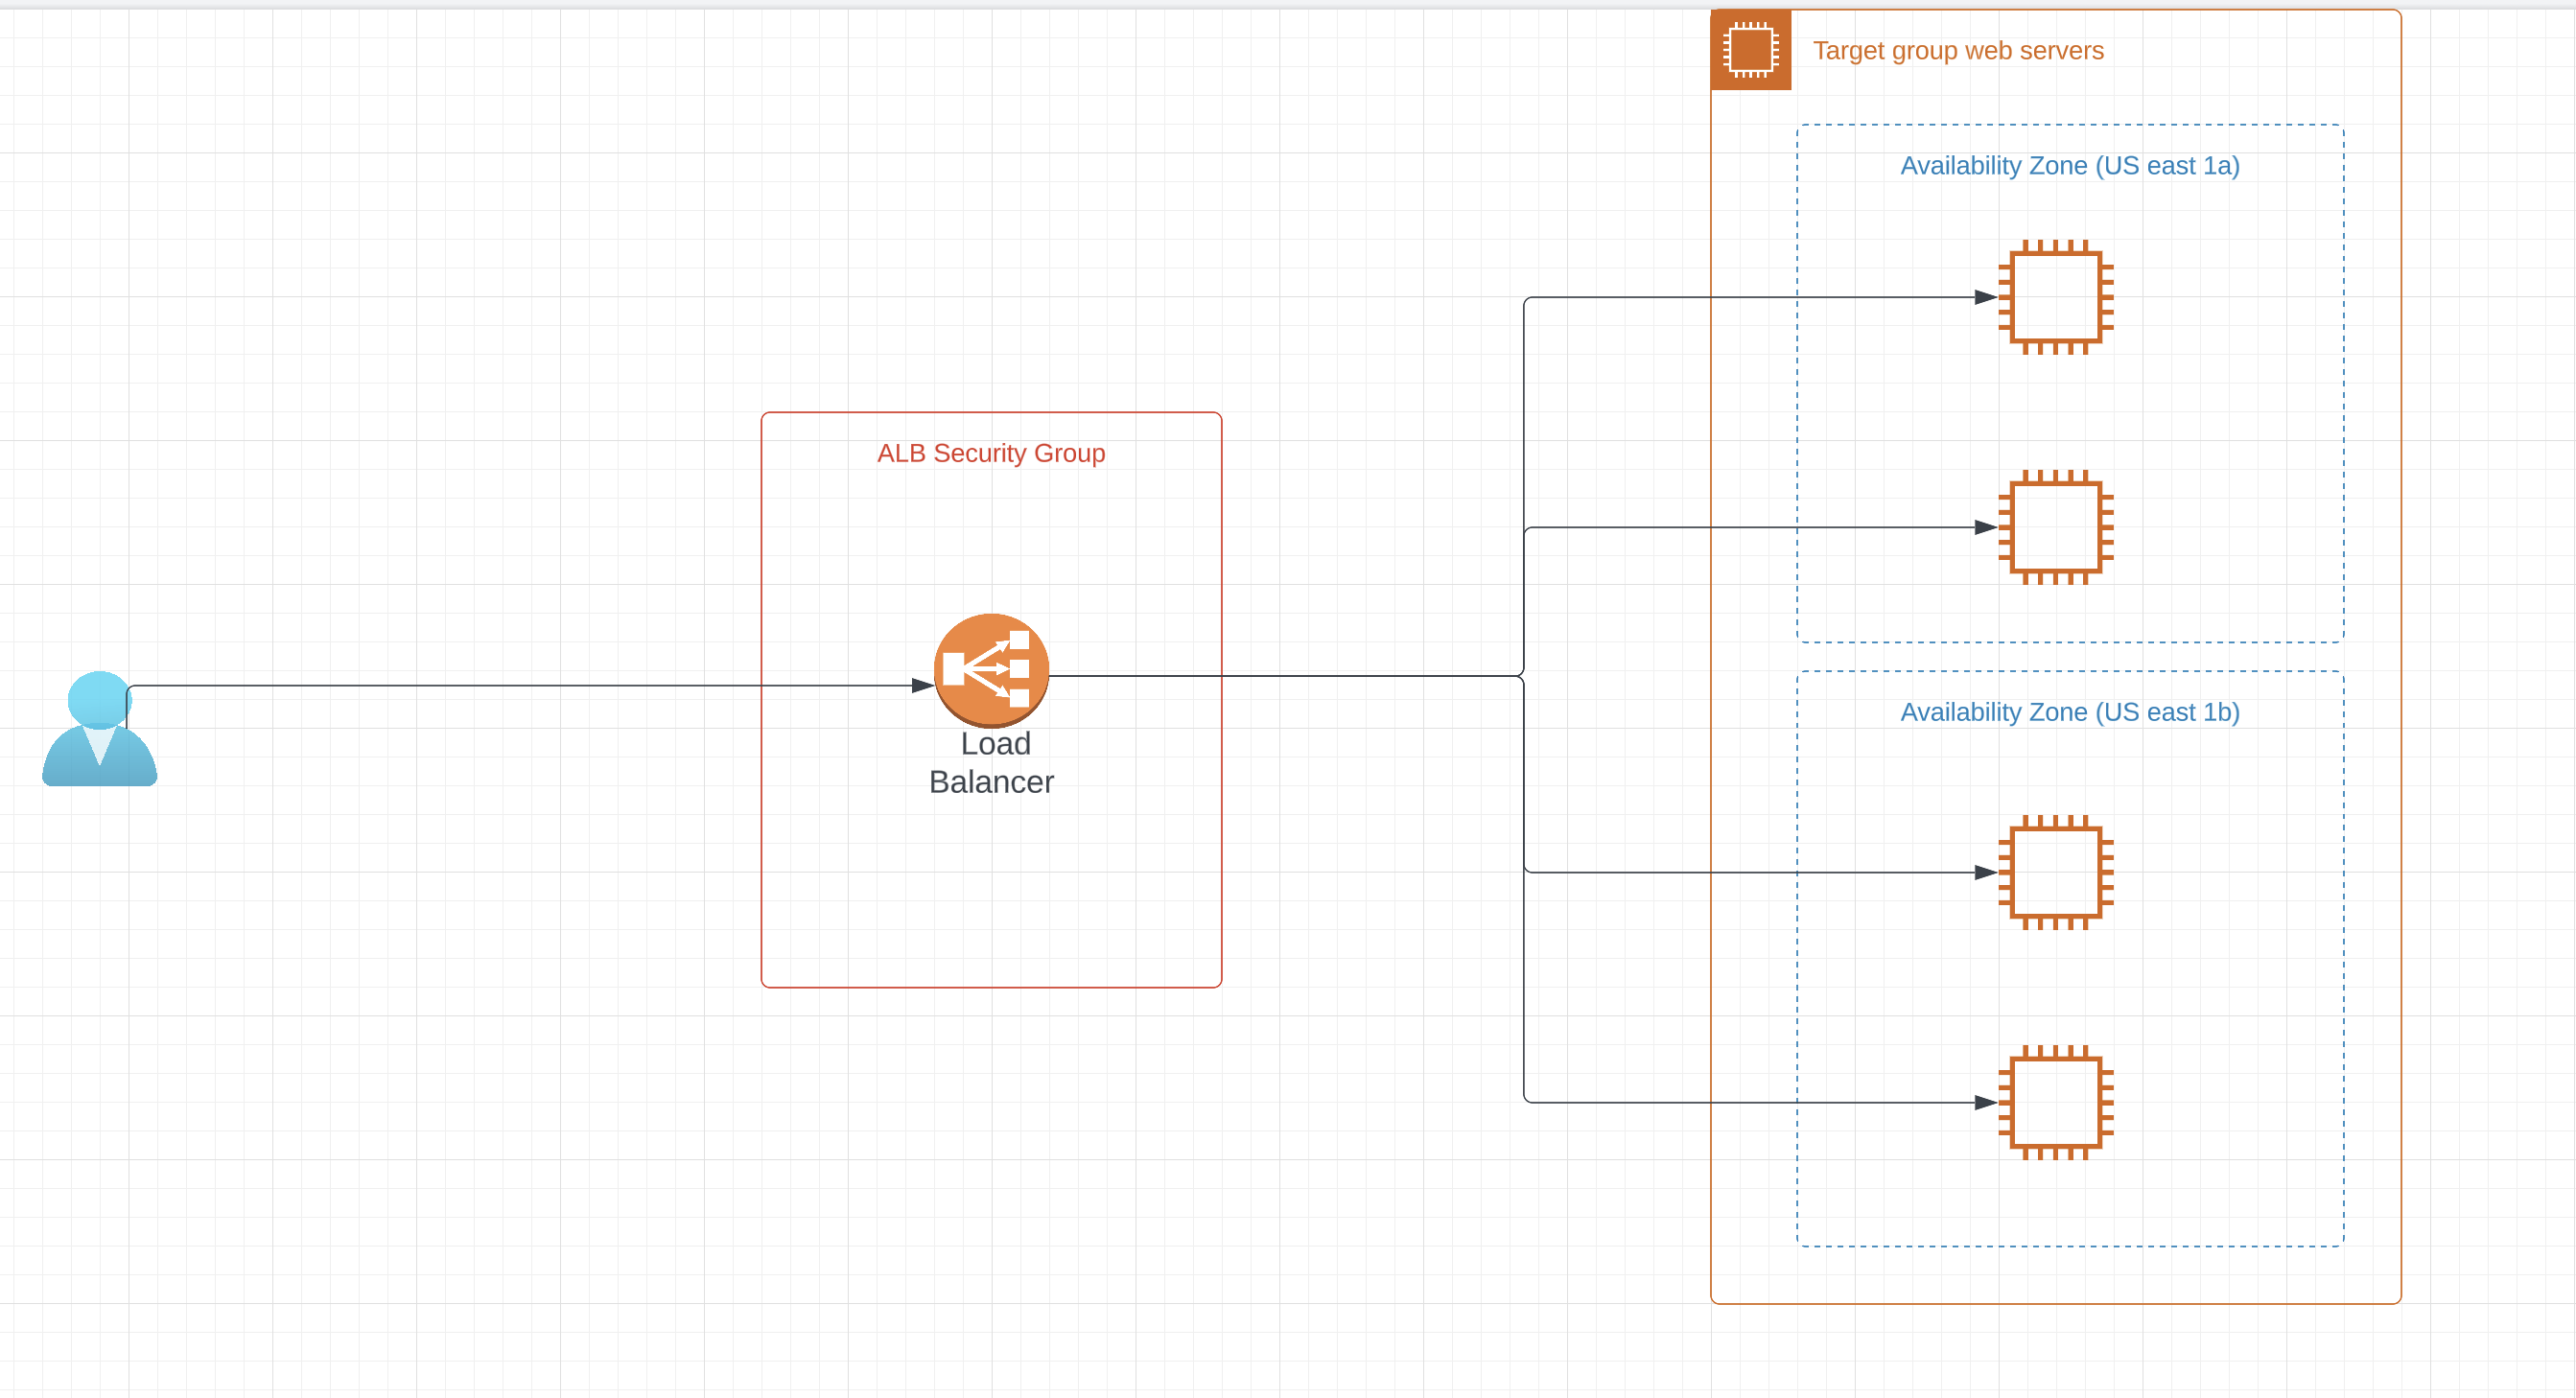 Target group web servers
Availability Zone (US east 1a)
ALB Security Group
Load
Balancer
Availability Zone (US east 1b)